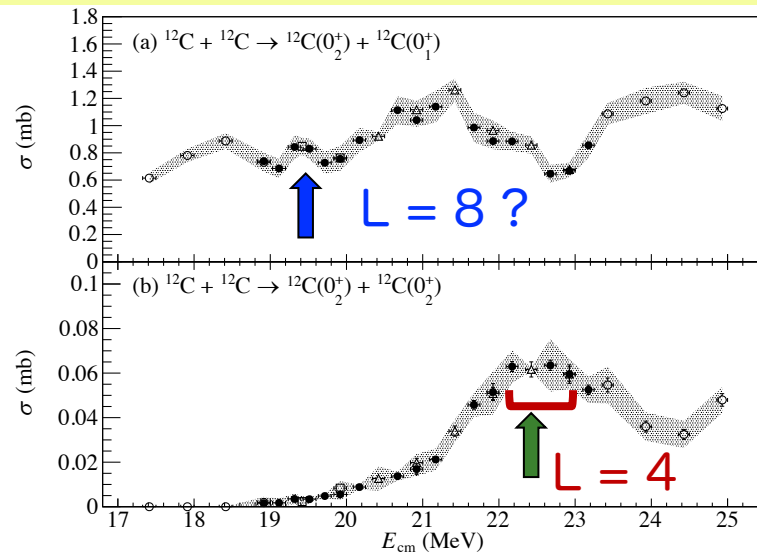 1.8
1.6
1.4
1.2
1
0.8
0.6
0.4
0.2
0
σ (mb)
(a) ¹²C + ¹²C → ¹²C(0₂⁺) + ¹²C(0₁⁺)
L = 8 ?
0.1
0.08
0.06
0.04
0.02
0
σ (mb)
(b) ¹²C + ¹²C → ¹²C(0₂⁺) + ¹²C(0₂⁺)
L = 4
17 18 19 20 21 22 23 24 25
E_cm (MeV)